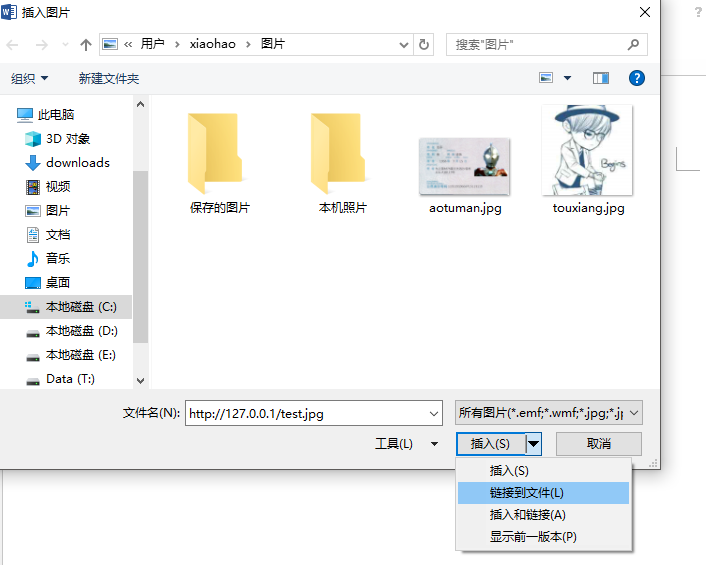 插入图片
?
« 用户 › xiaohao › 图片
搜索"图片"
组织
新建文件夹
?
此电脑
3D 对象
downloads
视频
图片
文档
音乐
桌面
本地磁盘 (C:)
本地磁盘 (D:)
本地磁盘 (E:)
Data (T:)
保存的图片
本机照片
aotuman.jpg
Begins
touxiang.jpg
文件名(N):
http://127.0.0.1/test.jpg
所有图片(*.emf;*.wmf;*.jpg;*.jp
工具(L)
插入(S)
取消
插入(S)
链接到文件(L)
插入和链接(A)
显示前一版本(P)